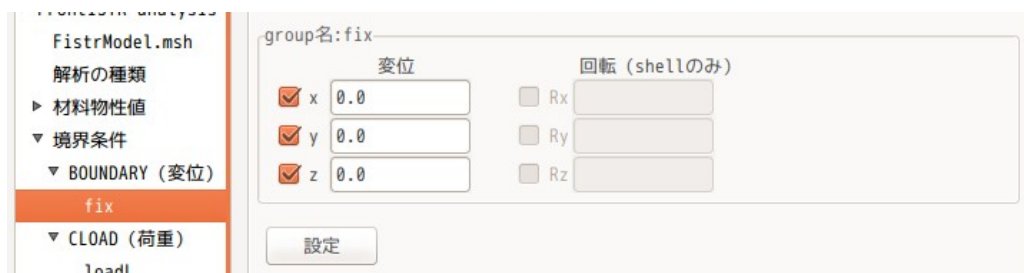 FistrModel.msh
解析の種類
材料物性値
境界条件
BOUNDARY (変位)
fix
CLOAD (荷重)
group名:fix
変位
回転 (shellのみ)
x 0.0
Rx
y 0.0
Ry
z 0.0
Rz
設定